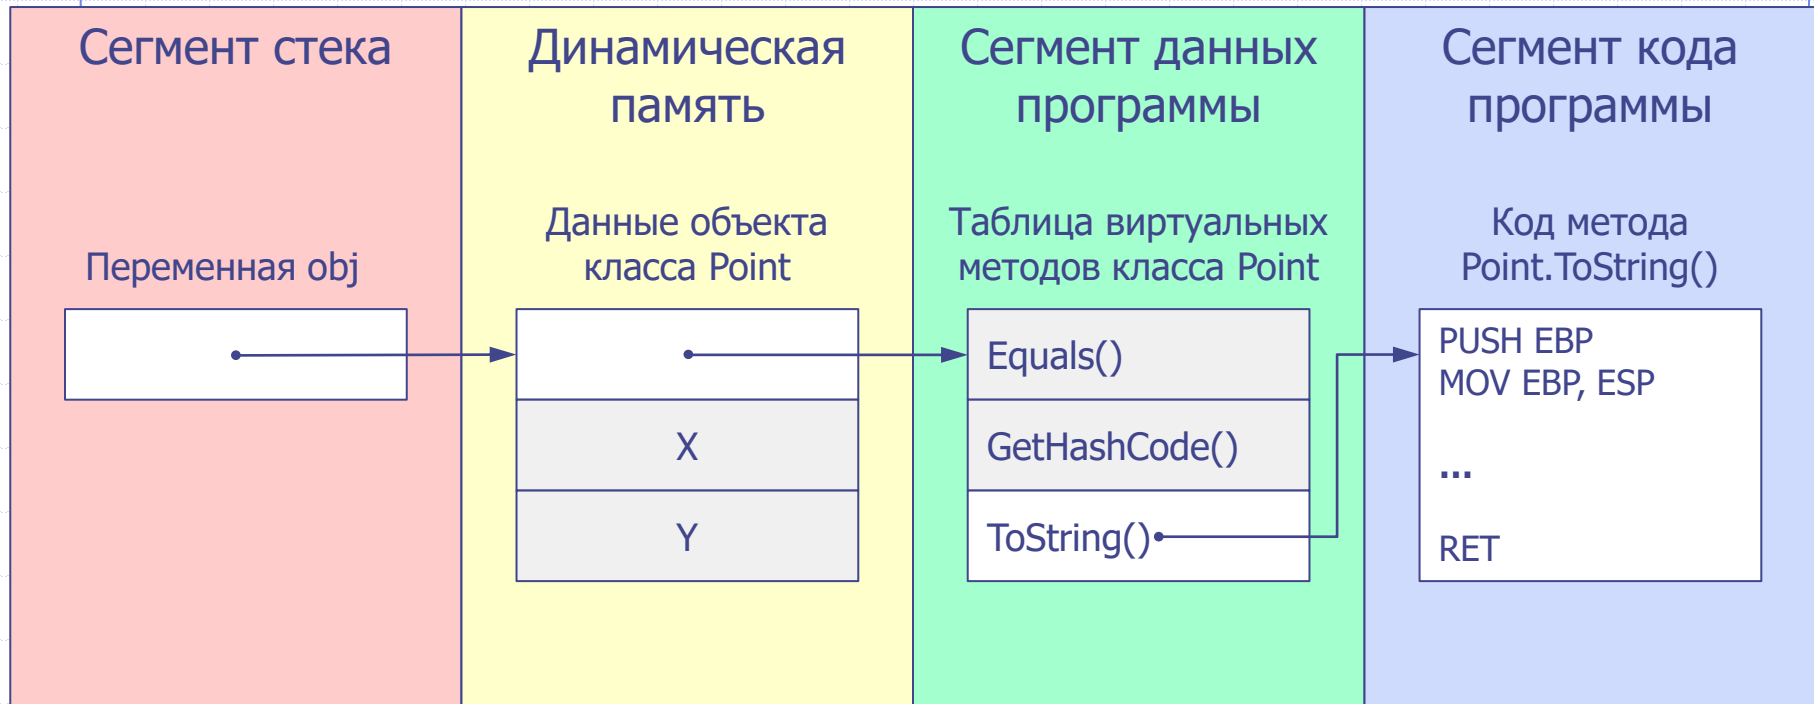 Сегмент стека
Переменная obj
Динамическая
память
Данные объекта
класса Point
X
Y
Сегмент данных
программы
Таблица виртуальных
методов класса Point
Equals()
GetHashCode()
ToString()
Сегмент кода
программы
Код метода
Point.ToString()
PUSH EBP
MOV EBP, ESP
...
RET